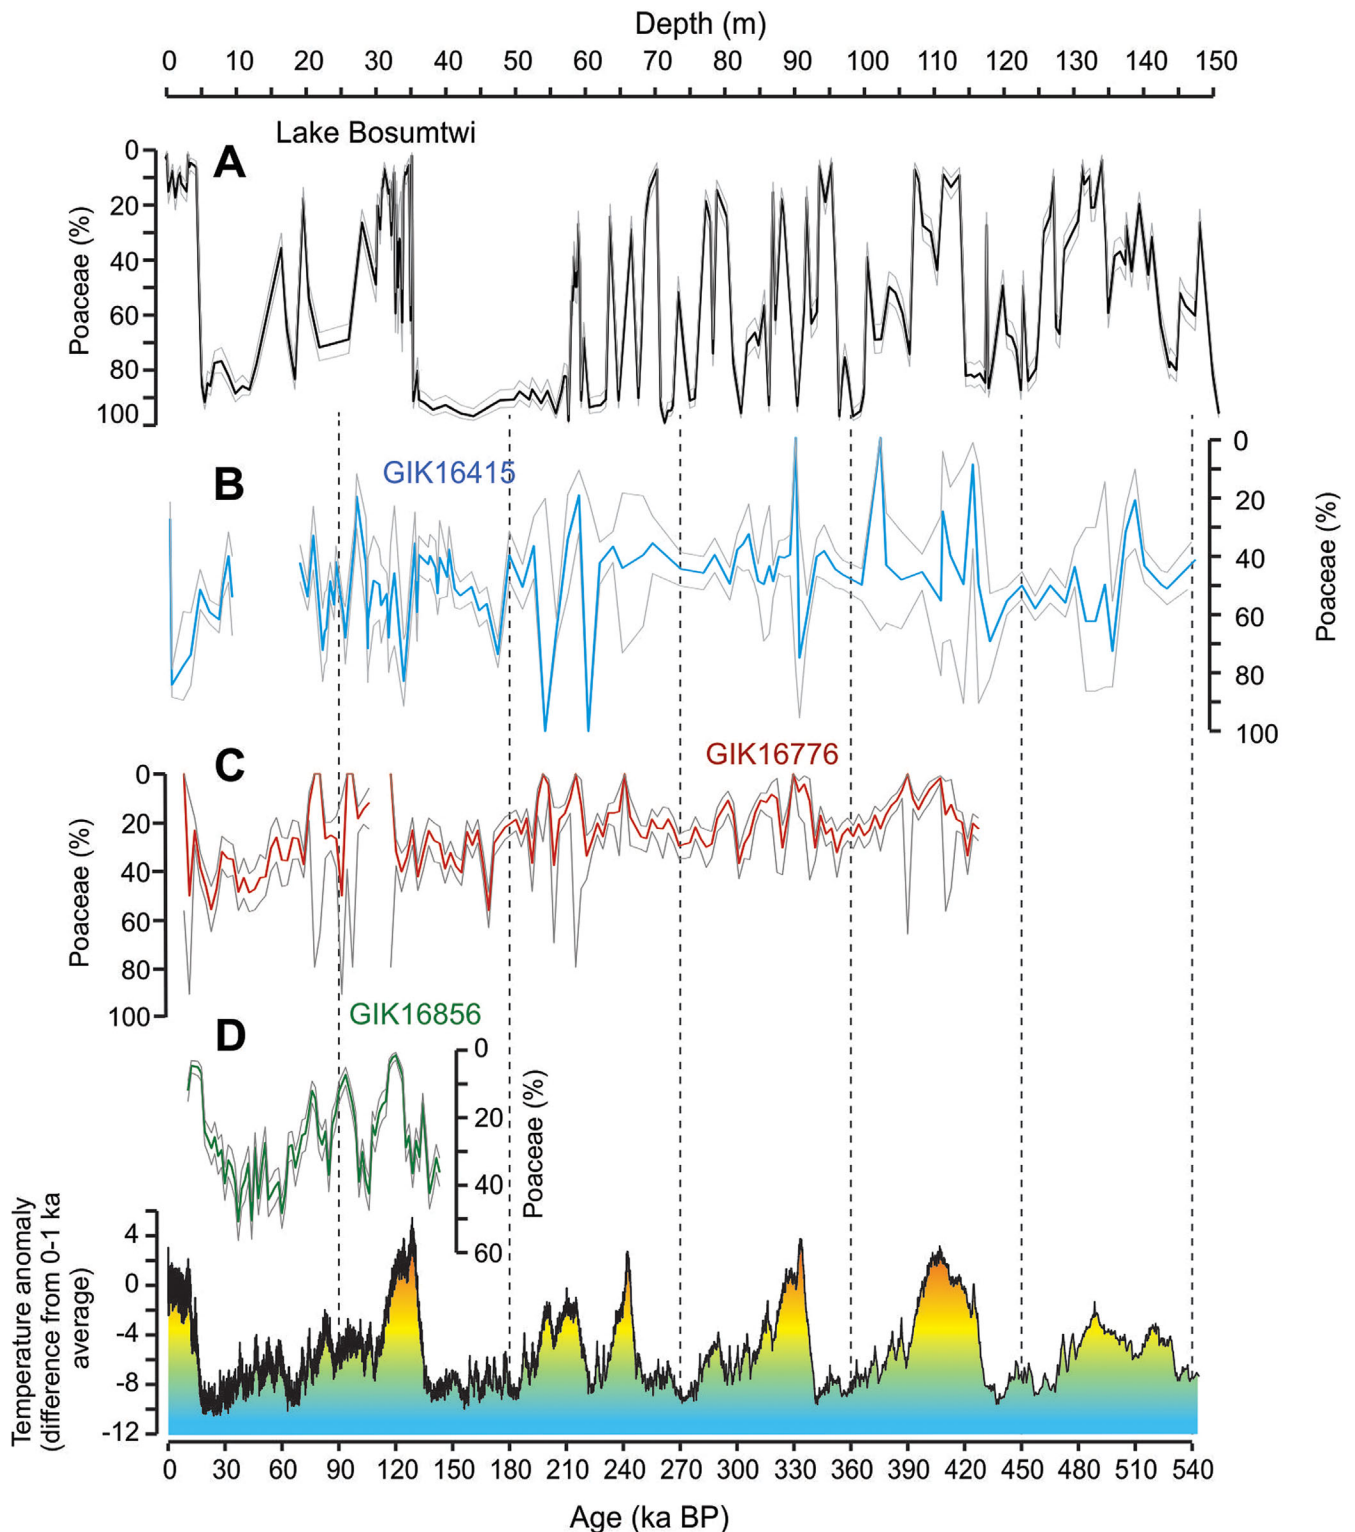 Depth (m)
0 10 20 30 40 50 60 70 80 90 100 110 120 130 140 150
Lake Bosumtwi
A
Poaceae (%)
0
20
40
60
80
100
GIK16415
B
Poaceae (%)
0
20
40
60
80
100
GIK16776
C
Poaceae (%)
0
20
40
60
80
100
GIK16856
D
Poaceae (%)
0
20
40
60
Temperature anomaly
(difference from 0-1 ka
average)
4
0
-4
-8
-12
0 30 60 90 120 150 180 210 240 270 300 330 360 390 420 450 480 510 540
Age (ka BP)